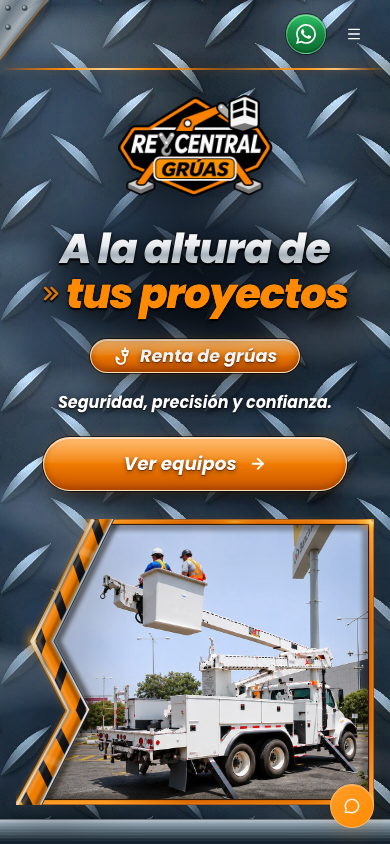 REYCENTRAL
GRÚAS
A la altura de
» tus proyectos
Renta de grúas
Seguridad, precisión y confianza.
Ver equipos →